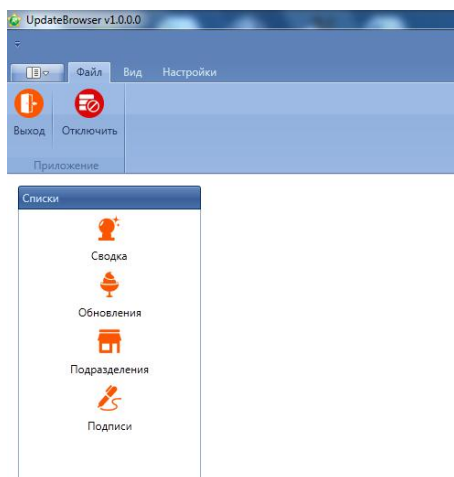 UpdateBrowser v1.0.0.0
Файл Вид Настройки
Выход Отключить
Приложение
Списки
Сводка
Обновления
Подразделения
Подписи